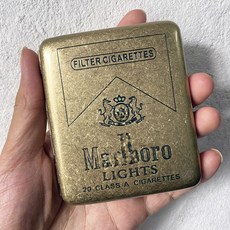 FILTER CIGARETTES
Marlboro
LIGHTS
20 CLASS A CIGARETTES